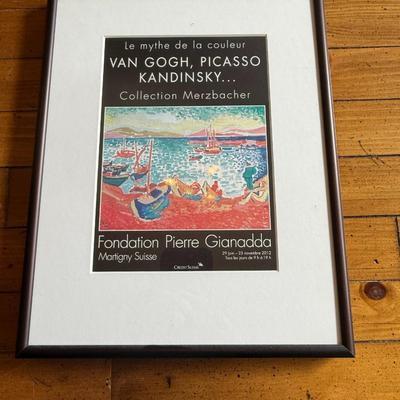 Le mythe de la couleur
VAN GOGH, PICASSO
KANDINSKY...
Collection Merzbacher
Fondation Pierre Gianadda
Martigny Suisse
29 juin – 25 novembre 2012
Tous les jours de 9 h à 19 h
CREDIT SUISSE